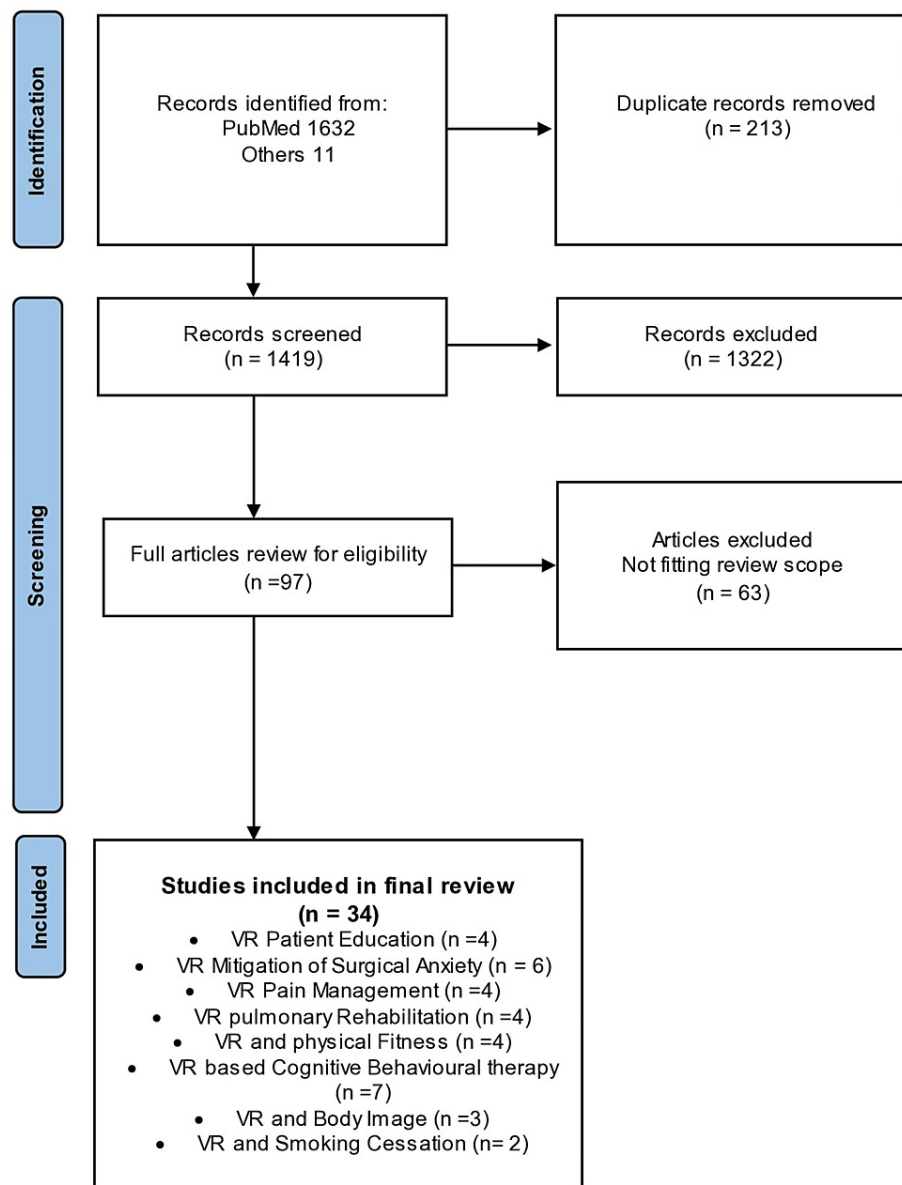 Identification
Records identified from:
PubMed 1632
Others 11
Duplicate records removed
(n = 213)
Screening
Records screened
(n = 1419)
Records excluded
(n = 1322)
Full articles review for eligibility
(n =97)
Articles excluded
Not fitting review scope
(n = 63)
Included
Studies included in final review
(n = 34)
• VR Patient Education (n =4)
• VR Mitigation of Surgical Anxiety (n = 6)
• VR Pain Management (n =4)
• VR pulmonary Rehabilitation (n =4)
• VR and physical Fitness (n =4)
• VR based Cognitive Behavioural therapy
(n =7)
• VR and Body Image (n =3)
• VR and Smoking Cessation (n= 2)